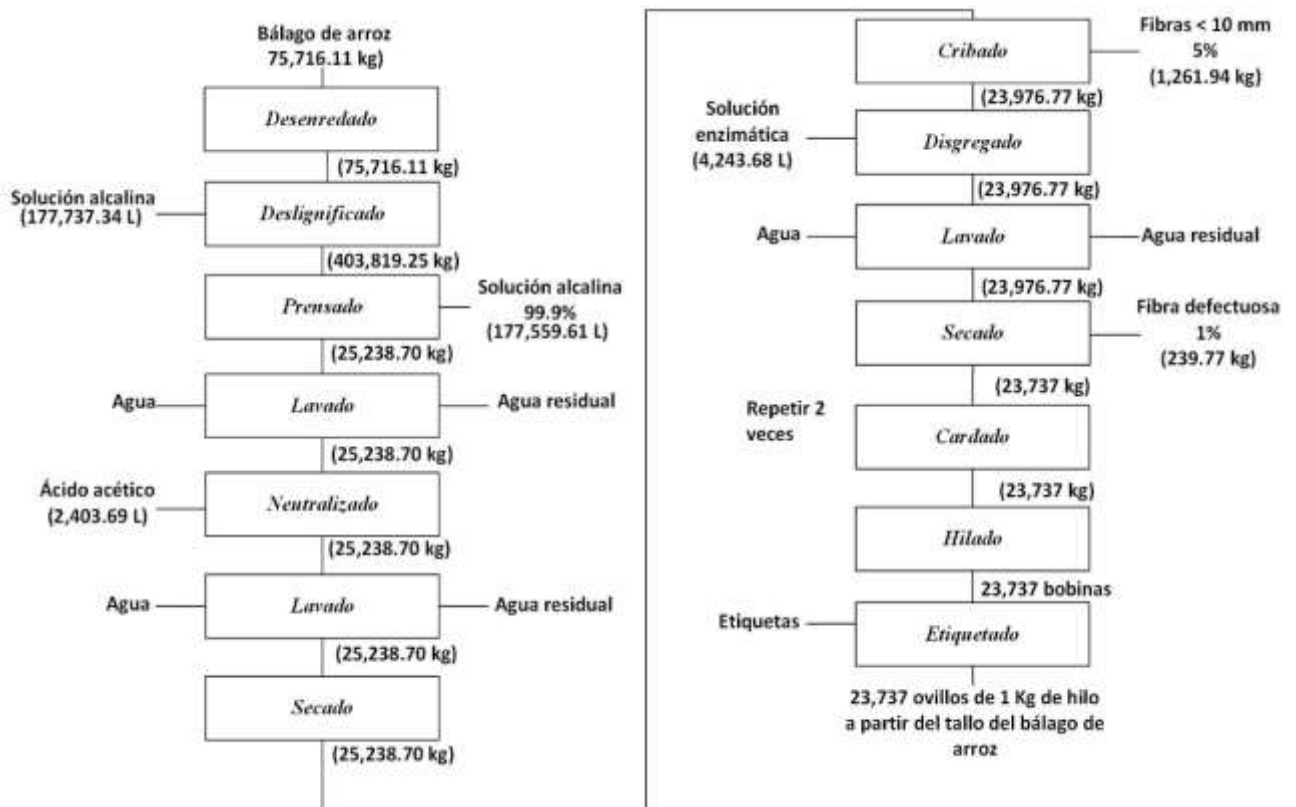 Bálago de arroz
75,716.11 kg)
Desenredado
(75,716.11 kg)
Solución alcalina
(177,737.34 L)
Deslignificado
(403,819.25 kg)
Prensado
Solución alcalina
99.9%
(177,559.61 L)
(25,238.70 kg)
Agua
Lavado
Agua residual
(25,238.70 kg)
Ácido acético
(2,403.69 L)
Neutralizado
(25,238.70 kg)
Agua
Lavado
Agua residual
(25,238.70 kg)
Secado
(25,238.70 kg)
Cribado
Fibras < 10 mm
5%
(1,261.94 kg)
(23,976.77 kg)
Solución
enzimática
(4,243.68 L)
Disgregado
(23,976.77 kg)
Agua
Lavado
Agua residual
(23,976.77 kg)
Secado
Fibra defectuosa
1%
(239.77 kg)
(23,737 kg)
Repetir 2
veces
Cardado
(23,737 kg)
Hilado
23,737 bobinas
Etiquetas
Etiquetado
23,737 ovillos de 1 Kg de hilo
a partir del tallo del bálago de
arroz